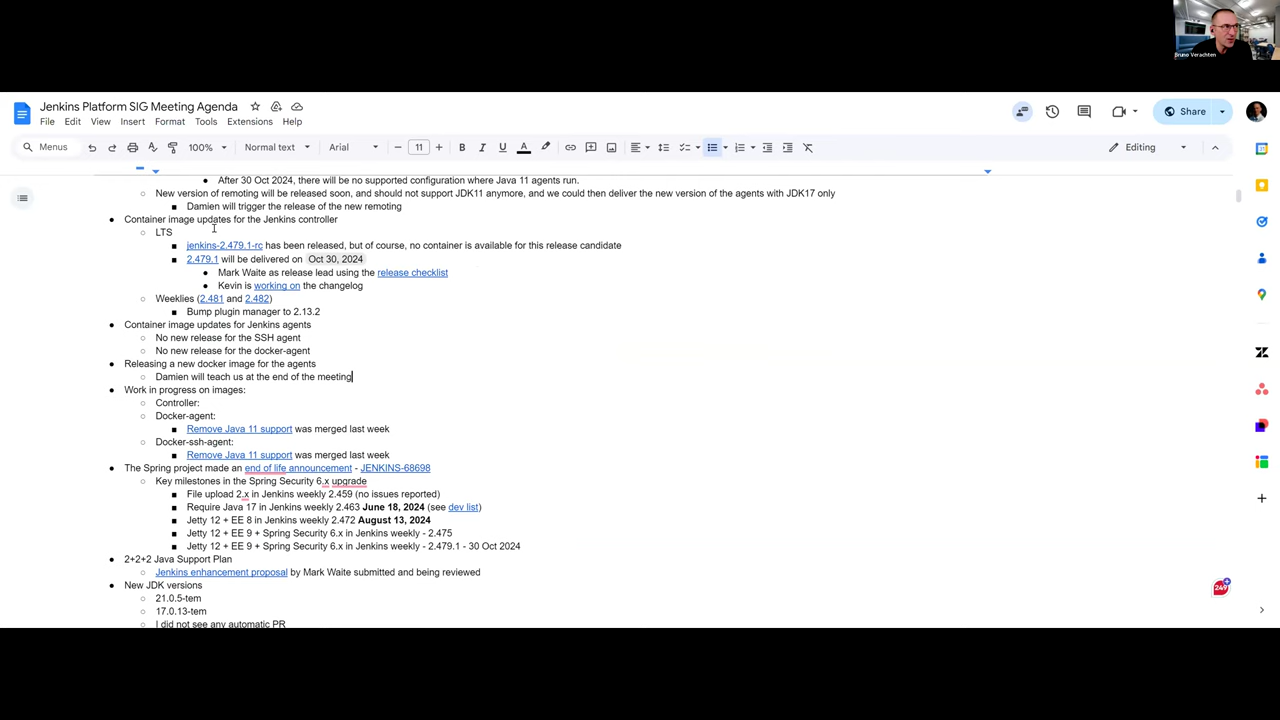 Bruno Verachten
Jenkins Platform SIG Meeting Agenda
File Edit View Insert Format Tools Extensions Help
Share
Menus 100% Normal text Arial 11 Editing
■ After 30 Oct 2024, there will be no supported configuration where Java 11 agents run.
○ New version of remoting will be released soon, and should not support JDK11 anymore, and we could then deliver the new version of the agents with JDK17 only
■ Damien will trigger the release of the new remoting
● Container image updates for the Jenkins controller
○ LTS
■ jenkins-2.479.1-rc has been released, but of course, no container is available for this release candidate
■ 2.479.1 will be delivered on Oct 30, 2024
● Mark Waite as release lead using the release checklist
● Kevin is working on the changelog
○ Weeklies (2.481 and 2.482)
■ Bump plugin manager to 2.13.2
● Container image updates for Jenkins agents
○ No new release for the SSH agent
○ No new release for the docker-agent
● Releasing a new docker image for the agents
○ Damien will teach us at the end of the meeting
● Work in progress on images:
○ Controller:
○ Docker-agent:
■ Remove Java 11 support was merged last week
○ Docker-ssh-agent:
■ Remove Java 11 support was merged last week
● The Spring project made an end of life announcement - JENKINS-68698
○ Key milestones in the Spring Security 6.x upgrade
■ File upload 2.x in Jenkins weekly 2.459 (no issues reported)
■ Require Java 17 in Jenkins weekly 2.463 June 18, 2024 (see dev list)
■ Jetty 12 + EE 8 in Jenkins weekly 2.472 August 13, 2024
■ Jetty 12 + EE 9 + Spring Security 6.x in Jenkins weekly - 2.475
■ Jetty 12 + EE 9 + Spring Security 6.x in Jenkins weekly - 2.479.1 - 30 Oct 2024
● 2+2+2 Java Support Plan
○ Jenkins enhancement proposal by Mark Waite submitted and being reviewed
● New JDK versions
○ 21.0.5-tem
○ 17.0.13-tem
○ I did not see any automatic PR
249